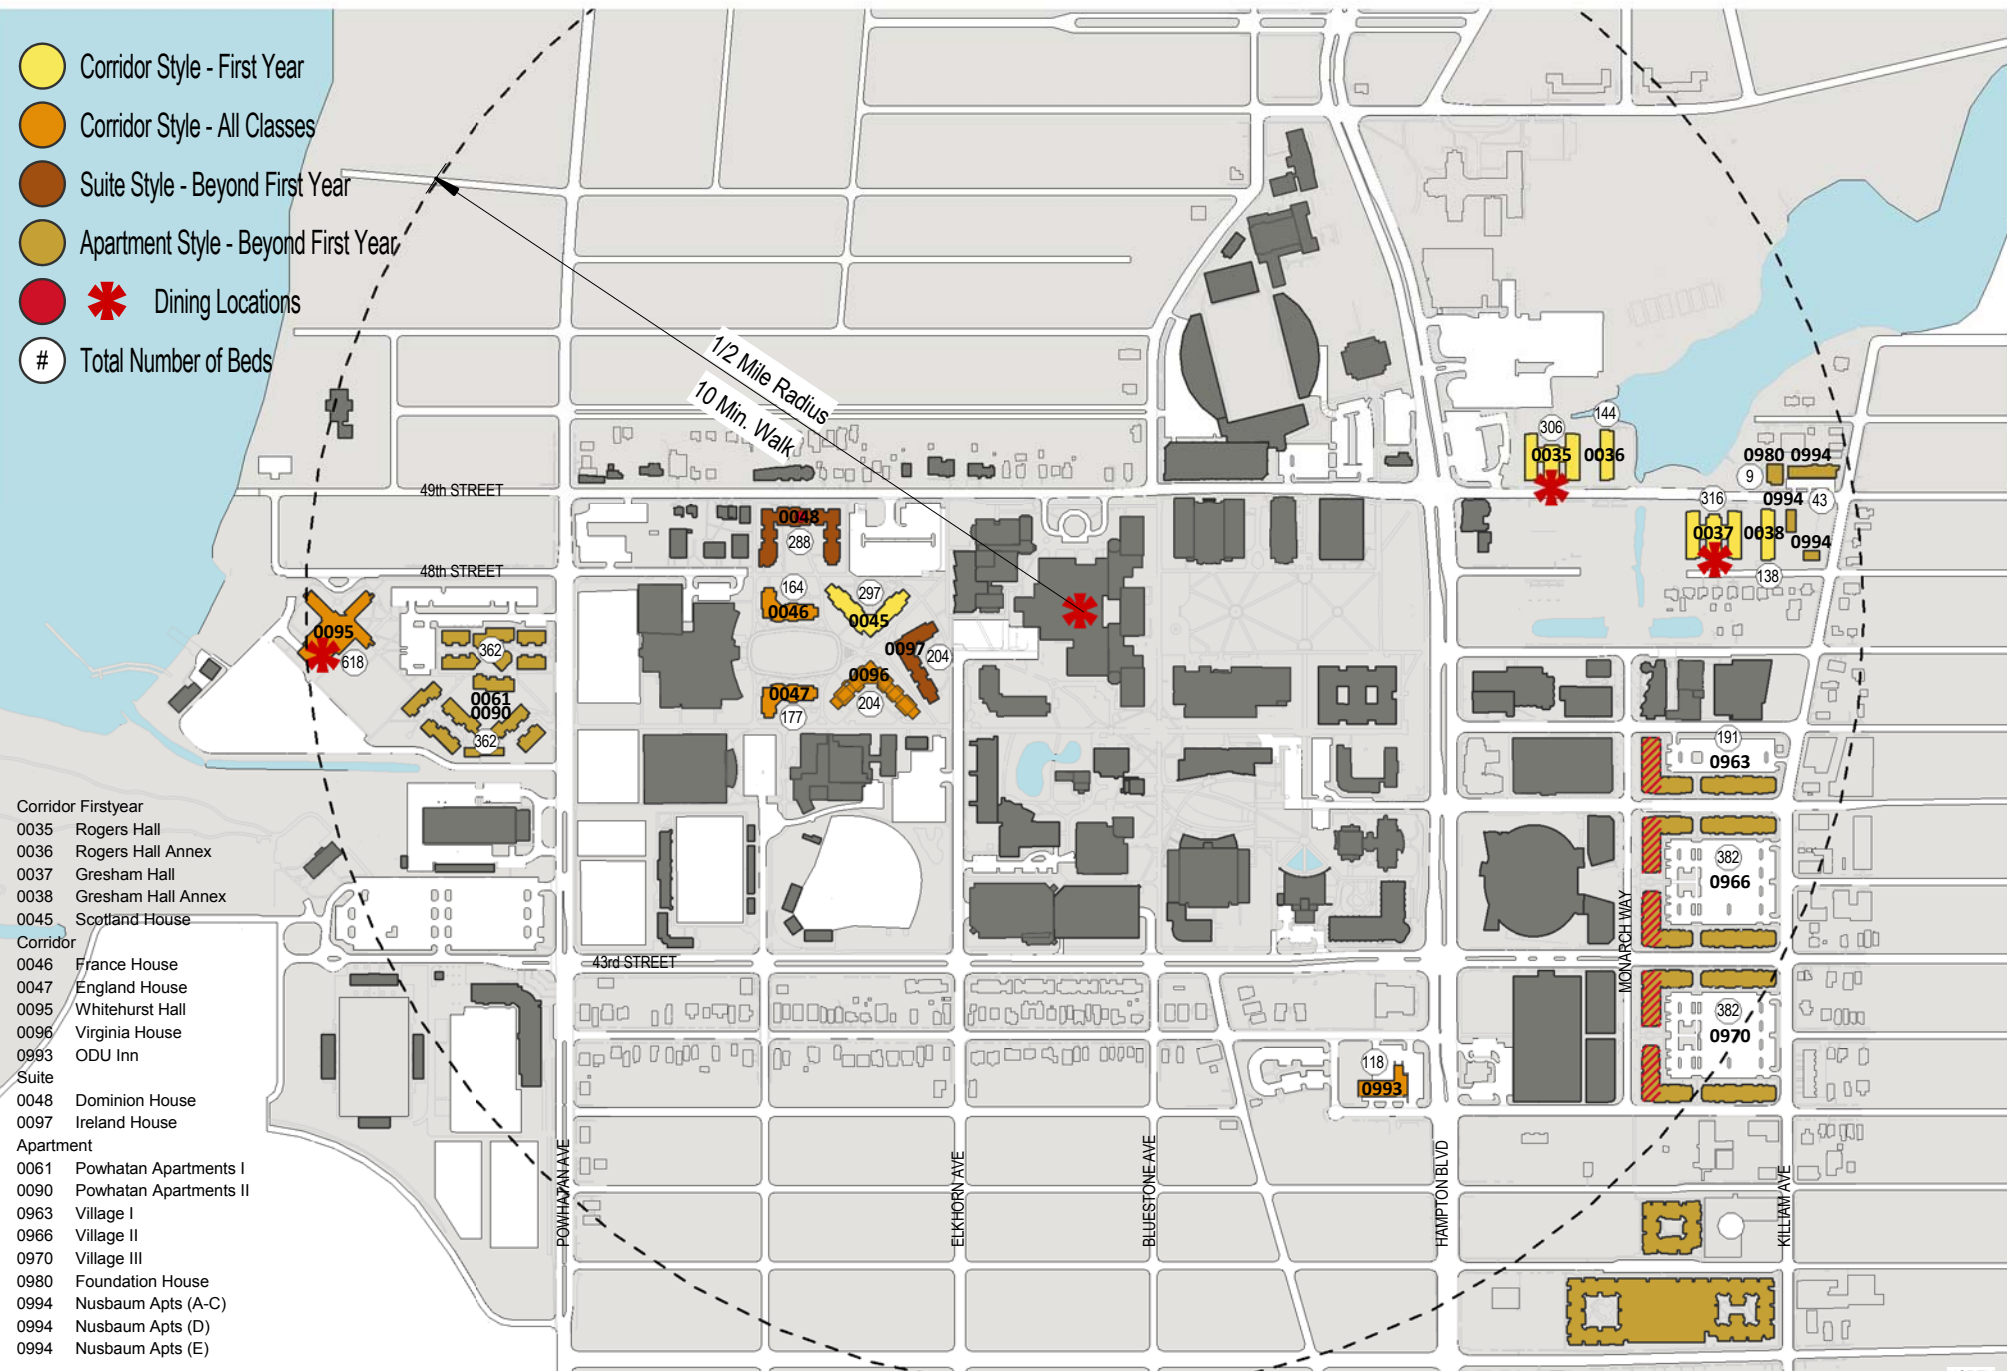 Corridor Style - First Year
Corridor Style - All Classes
Suite Style - Beyond First Year
Apartment Style - Beyond First Year
Dining Locations
# Total Number of Beds
1/2 Mile Radius
10 Min. Walk
144
306
0035 0036
0980 0994
9
316 0994 43
49th STREET
0048
288
0037 0038
0994
138
48th STREET
164
0046
297
0045
0095
618
362
0097 204
0096
204
0061
0090
362
0047
177
191
0963
382
0966
Corridor Firstyear
0035 Rogers Hall
0036 Rogers Hall Annex
0037 Gresham Hall
0038 Gresham Hall Annex
0045 Scotland House
Corridor
0046 France House
0047 England House
0095 Whitehurst Hall
0096 Virginia House
0993 ODU Inn
Suite
0048 Dominion House
0097 Ireland House
Apartment
0061 Powhatan Apartments I
0090 Powhatan Apartments II
0963 Village I
0966 Village II
0970 Village III
0980 Foundation House
0994 Nusbaum Apts (A-C)
0994 Nusbaum Apts (D)
0994 Nusbaum Apts (E)
43rd STREET
MONARCH WAY
382
0970
118
0993
POWHATAN AVE
ELKHORN AVE
BLUESTONE AVE
HAMPTON BLVD
KILLIAM AVE